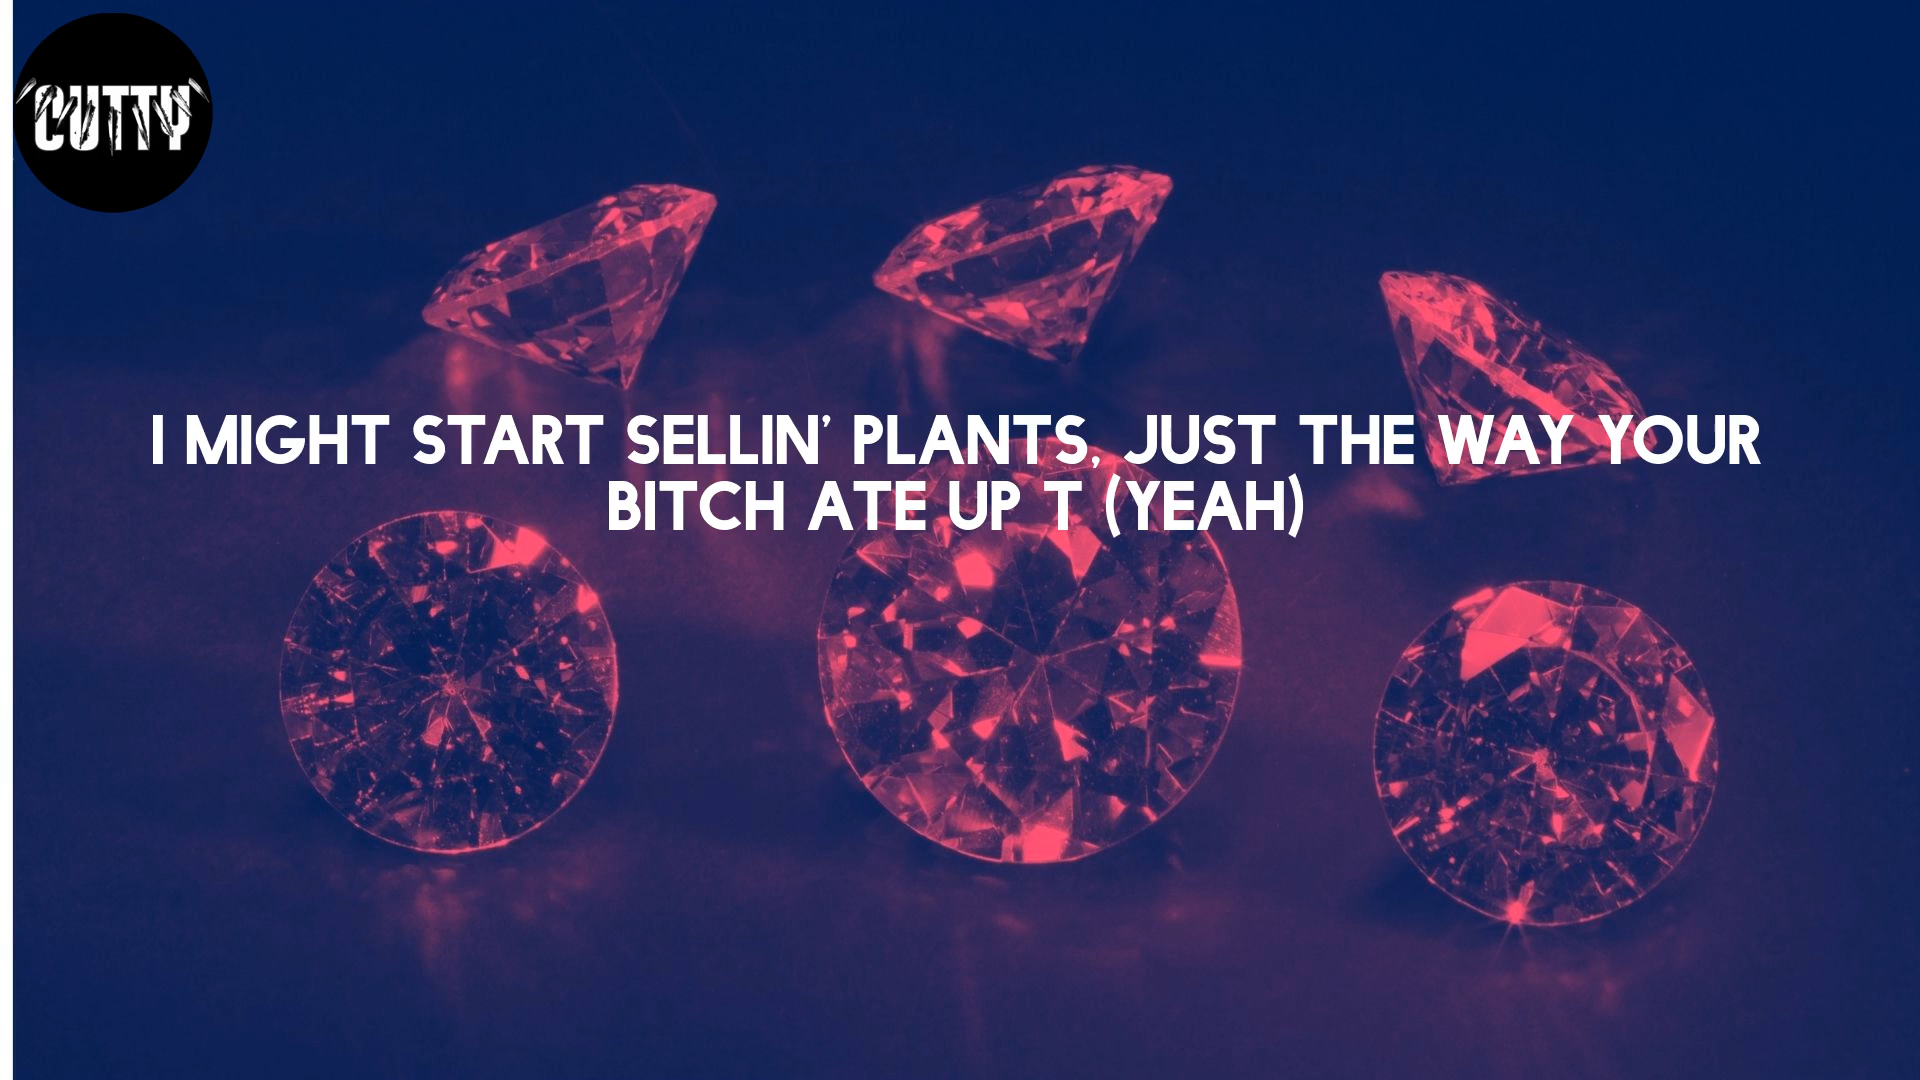 CUTTY
I MIGHT START SELLIN' PLANTS, JUST THE WAY YOUR
BITCH ATE UP T (YEAH)